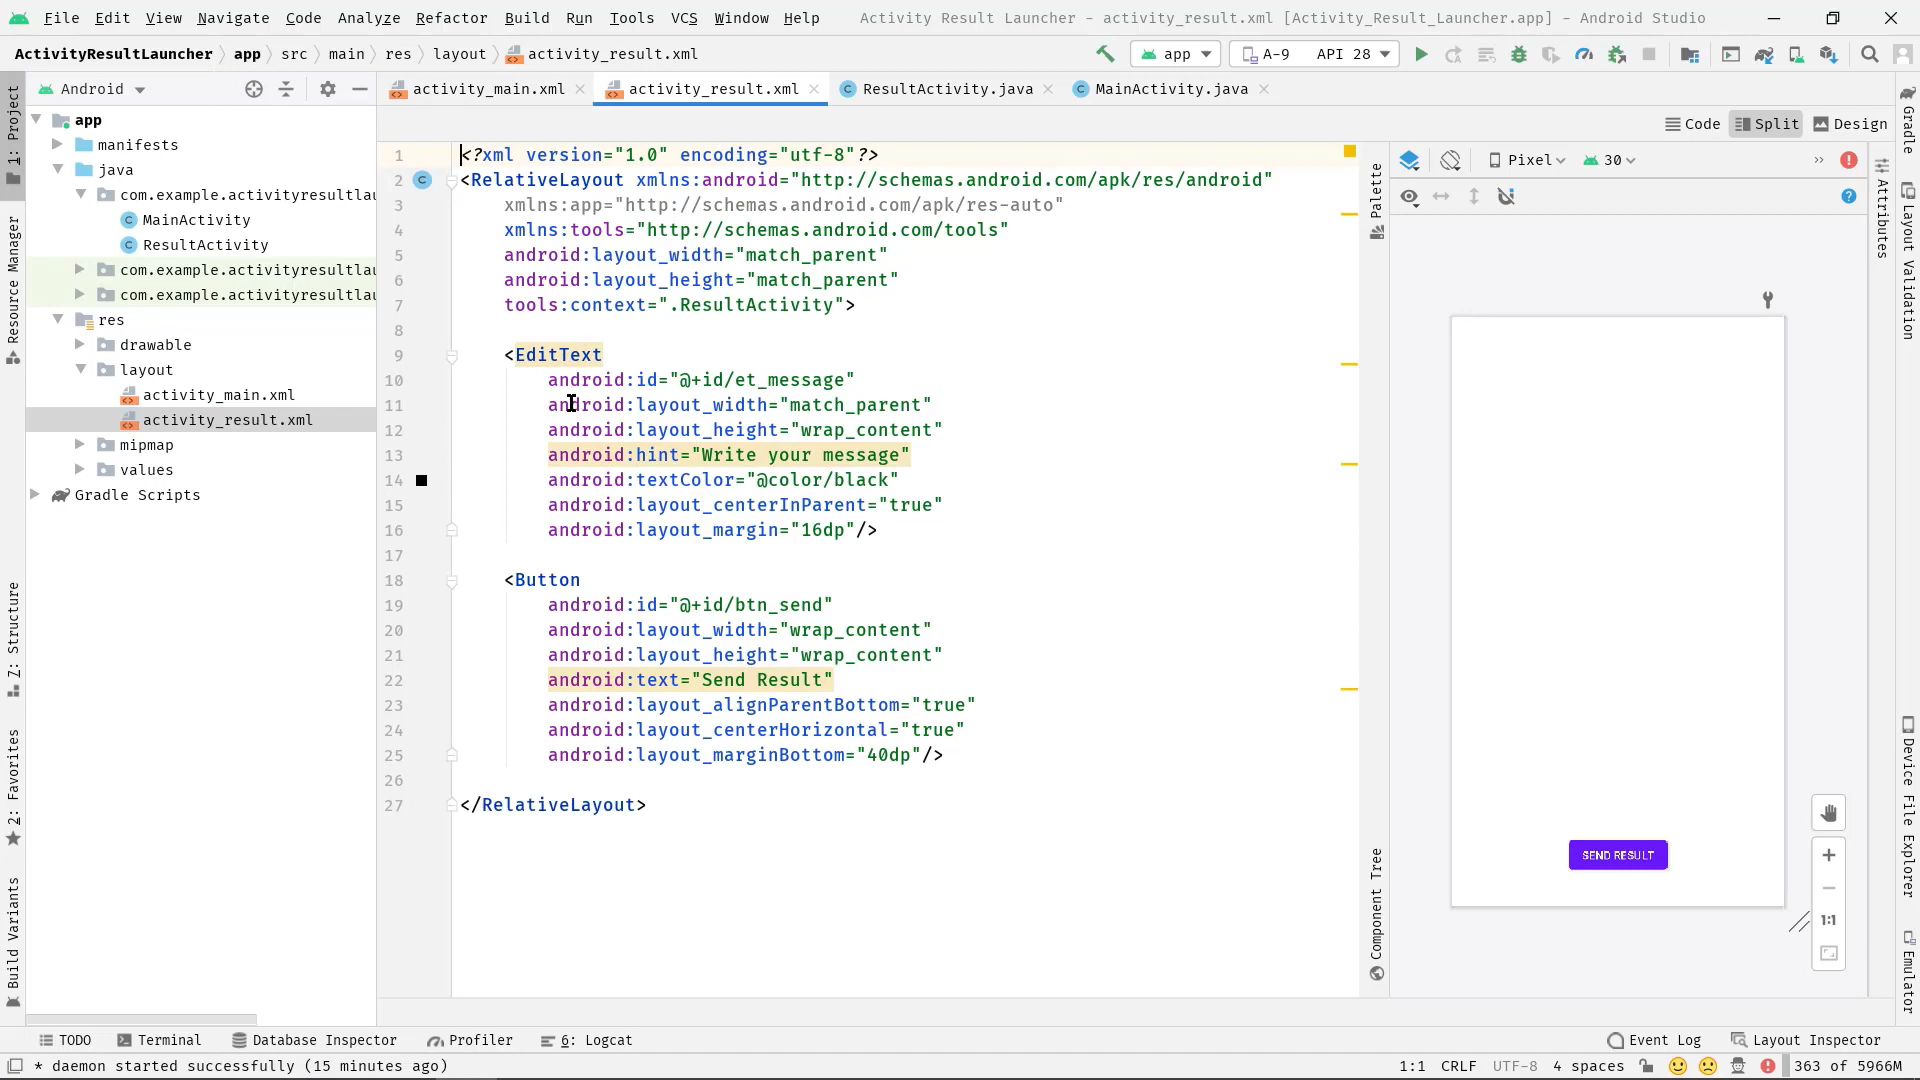 File Edit View Navigate Code Analyze Refactor Build Run Tools VCS Window Help Activity Result Launcher - activity_result.xml [Activity_Result_Launcher.app] - Android Studio
ActivityResultLauncher app src main res layout activity_result.xml app A-9 API 28
Android activity_main.xml activity_result.xml ResultActivity.java MainActivity.java
Code Split Design
1: Project
Resource Manager
Z: Structure
2: Favorites
Build Variants
app
manifests
java
com.example.activityresultlau
MainActivity
ResultActivity
com.example.activityresultlau
com.example.activityresultlau
res
drawable
layout
activity_main.xml
activity_result.xml
mipmap
values
Gradle Scripts
1 <?xml version="1.0" encoding="utf-8"?>
2 <RelativeLayout xmlns:android="http://schemas.android.com/apk/res/android"
3 xmlns:app="http://schemas.android.com/apk/res-auto"
4 xmlns:tools="http://schemas.android.com/tools"
5 android:layout_width="match_parent"
6 android:layout_height="match_parent"
7 tools:context=".ResultActivity">
8
9 <EditText
10 android:id="@+id/et_message"
11 android:layout_width="match_parent"
12 android:layout_height="wrap_content"
13 android:hint="Write your message"
14 android:textColor="@color/black"
15 android:layout_centerInParent="true"
16 android:layout_margin="16dp"/>
17
18 <Button
19 android:id="@+id/btn_send"
20 android:layout_width="wrap_content"
21 android:layout_height="wrap_content"
22 android:text="Send Result"
23 android:layout_alignParentBottom="true"
24 android:layout_centerHorizontal="true"
25 android:layout_marginBottom="40dp"/>
26
27 </RelativeLayout>
Palette
Component Tree
Pixel 30
SEND RESULT
1:1
Attributes
Gradle
Layout Validation
Device File Explorer
Emulator
TODO Terminal Database Inspector Profiler 6: Logcat Event Log Layout Inspector
* daemon started successfully (15 minutes ago) 1:1 CRLF UTF-8 4 spaces 363 of 5966M